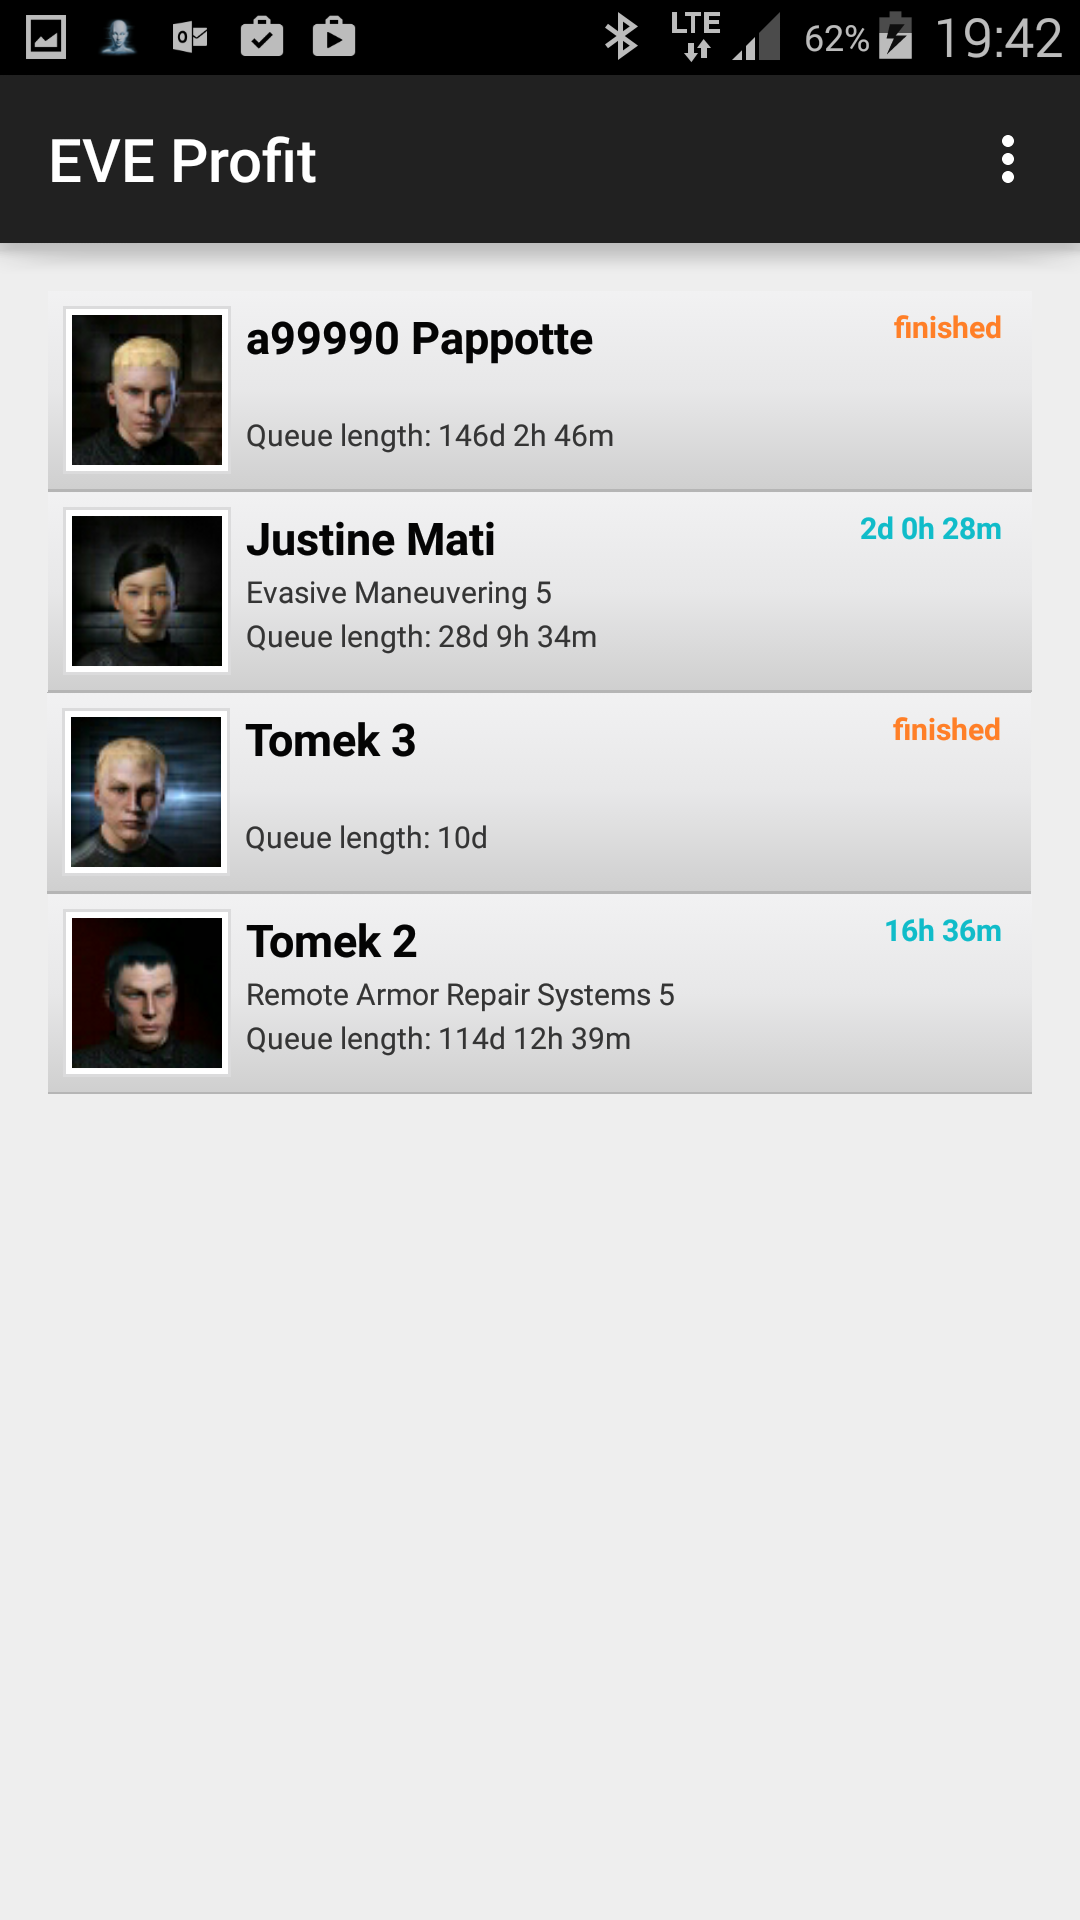 LTE 62% 19:42
EVE Profit
a99990 Pappotte finished
Queue length: 146d 2h 46m
Justine Mati 2d 0h 28m
Evasive Maneuvering 5
Queue length: 28d 9h 34m
Tomek 3 finished
Queue length: 10d
Tomek 2 16h 36m
Remote Armor Repair Systems 5
Queue length: 114d 12h 39m